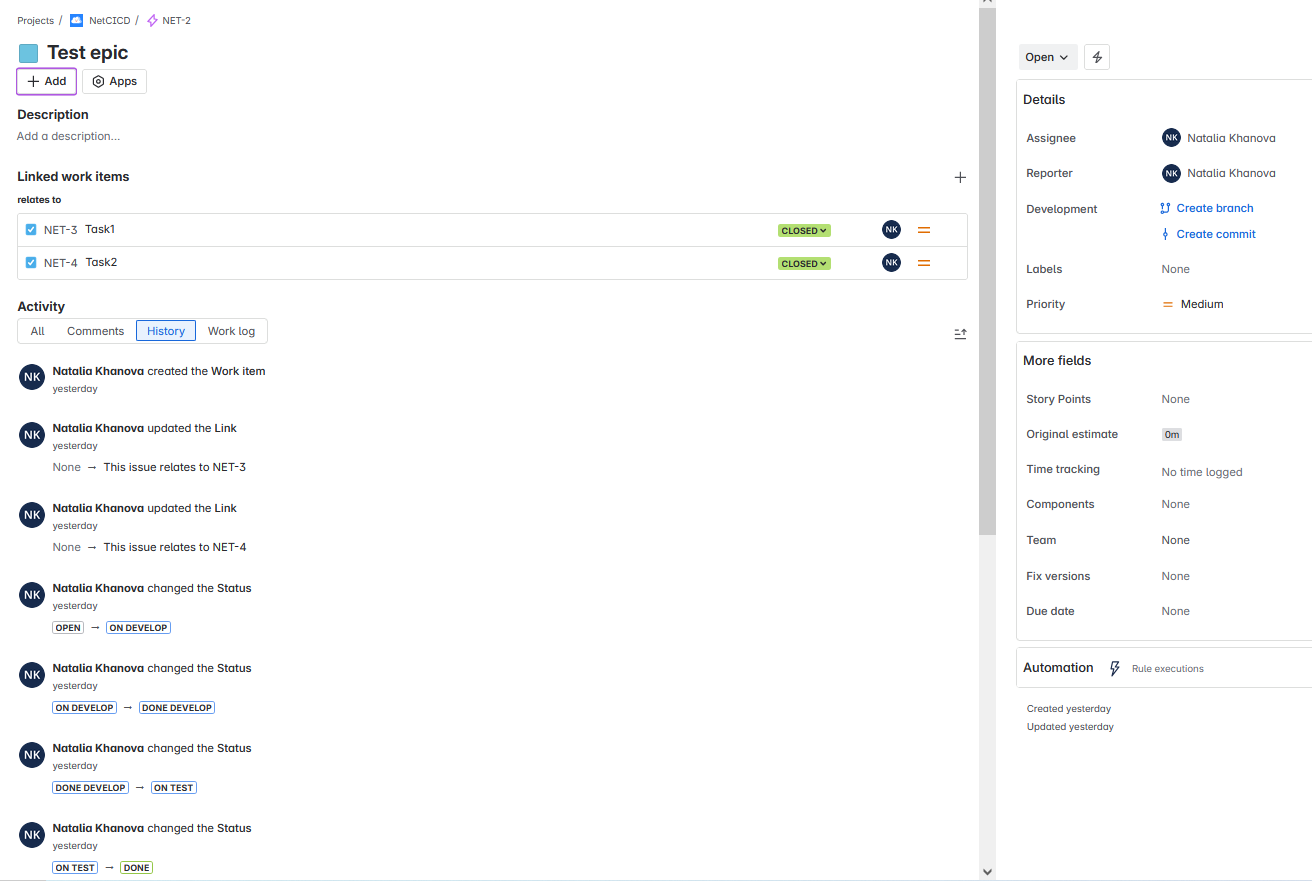 Projects / NetCICD / NET-2
Test epic
Add Apps
Description
Add a description...
Linked work items
relates to
NET-3 Task1 CLOSED NK
NET-4 Task2 CLOSED NK
Activity
All Comments History Work log
NK Natalia Khanova created the Work item
yesterday
NK Natalia Khanova updated the Link
yesterday
None → This issue relates to NET-3
NK Natalia Khanova updated the Link
yesterday
None → This issue relates to NET-4
NK Natalia Khanova changed the Status
yesterday
OPEN → ON DEVELOP
NK Natalia Khanova changed the Status
yesterday
ON DEVELOP → DONE DEVELOP
NK Natalia Khanova changed the Status
yesterday
DONE DEVELOP → ON TEST
NK Natalia Khanova changed the Status
yesterday
ON TEST → DONE
Open
Details
Assignee NK Natalia Khanova
Reporter NK Natalia Khanova
Development Create branch
Create commit
Labels None
Priority Medium
More fields
Story Points None
Original estimate 0m
Time tracking No time logged
Components None
Team None
Fix versions None
Due date None
Automation Rule executions
Created yesterday
Updated yesterday